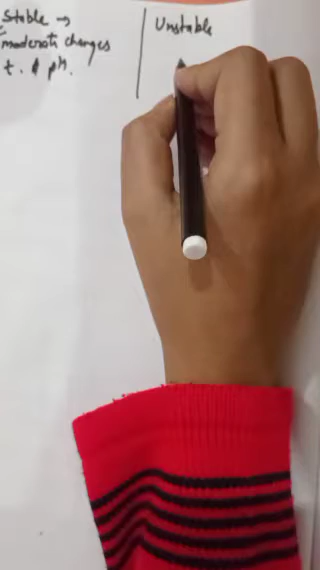 Stable →
moderate changes
t. & pH.
Unstable